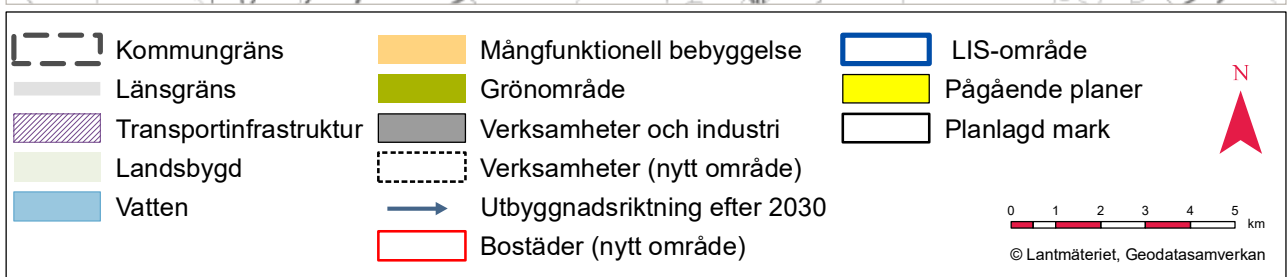 Kommungräns
Länsgräns
Transportinfrastruktur
Landsbygd
Vatten
Mångfunktionell bebyggelse
Grönområde
Verksamheter och industri
Verksamheter (nytt område)
Utbyggnadsriktning efter 2030
Bostäder (nytt område)
LIS-område
Pågående planer
Planlagd mark
N
0 1 2 3 4 5
km
© Lantmäteriet, Geodatasamverkan